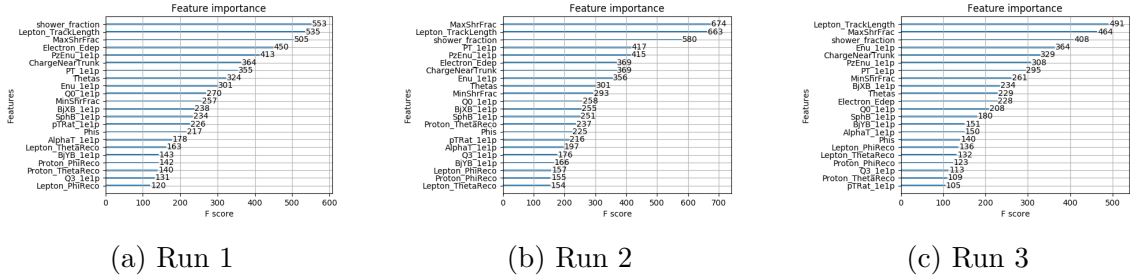 Feature importance
Features
shower_fraction 553
Lepton_TrackLength 535
MaxShrFrac 505
Electron_Edep 450
PzEnu_1e1p 413
ChargeNearTrunk 364
PT_1e1p 355
Thetas 324
Enu_1e1p 301
Q0_1e1p 270
MinShrFrac 257
BjXB_1e1p 238
SphB_1e1p 234
pTRat_1e1p 226
Phis 217
AlphaT_1e1p 178
Lepton_ThetaReco 163
BjYB_1e1p 143
Proton_PhiReco 142
Proton_ThetaReco 140
Q3_1e1p 131
Lepton_PhiReco 120
0 100 200 300 400 500 600
F score
(a) Run 1
Feature importance
Features
MaxShrFrac 674
Lepton_TrackLength 663
shower_fraction 580
PT_1e1p 417
PzEnu_1e1p 415
Electron_Edep 369
ChargeNearTrunk 369
Enu_1e1p 356
Thetas 301
MinShrFrac 293
Q0_1e1p 258
BjXB_1e1p 255
SphB_1e1p 251
Proton_ThetaReco 237
Phis 225
pTRat_1e1p 216
AlphaT_1e1p 197
Q3_1e1p 176
BjYB_1e1p 166
Lepton_PhiReco 157
Proton_PhiReco 155
Lepton_ThetaReco 154
0 100 200 300 400 500 600 700
F score
(b) Run 2
Feature importance
Features
Lepton_TrackLength 491
MaxShrFrac 464
shower_fraction 408
Enu_1e1p 364
ChargeNearTrunk 329
PzEnu_1e1p 308
PT_1e1p 295
MinShrFrac 261
BjXB_1e1p 234
Thetas 229
Electron_Edep 228
Q0_1e1p 208
SphB_1e1p 180
BjYB_1e1p 151
AlphaT_1e1p 150
Phis 140
Lepton_PhiReco 136
Lepton_ThetaReco 132
Proton_PhiReco 123
Q3_1e1p 113
Proton_ThetaReco 109
pTRat_1e1p 105
0 100 200 300 400 500
F score
(c) Run 3